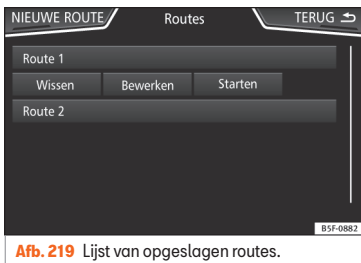 NIEUWE ROUTE Routes TERUG
Route 1
Wissen Bewerken Starten
Route 2
B5F-0882
Afb. 219 Lijst van opgeslagen routes.